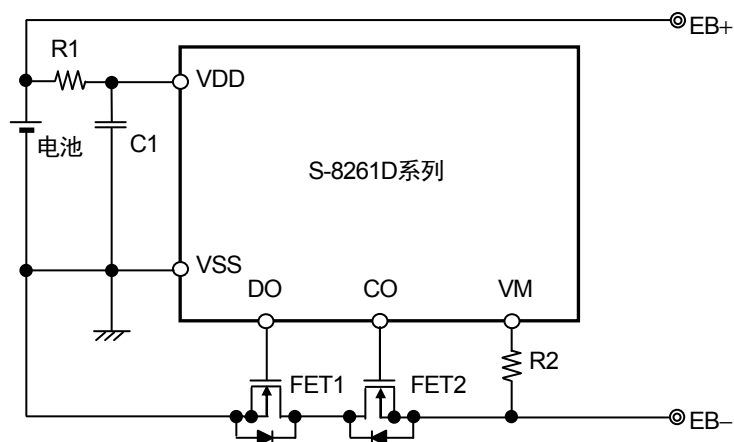 EB+
R1
VDD
电池
C1
S-8261D系列
VSS
DO
CO
VM
R2
FET1
FET2
EB−